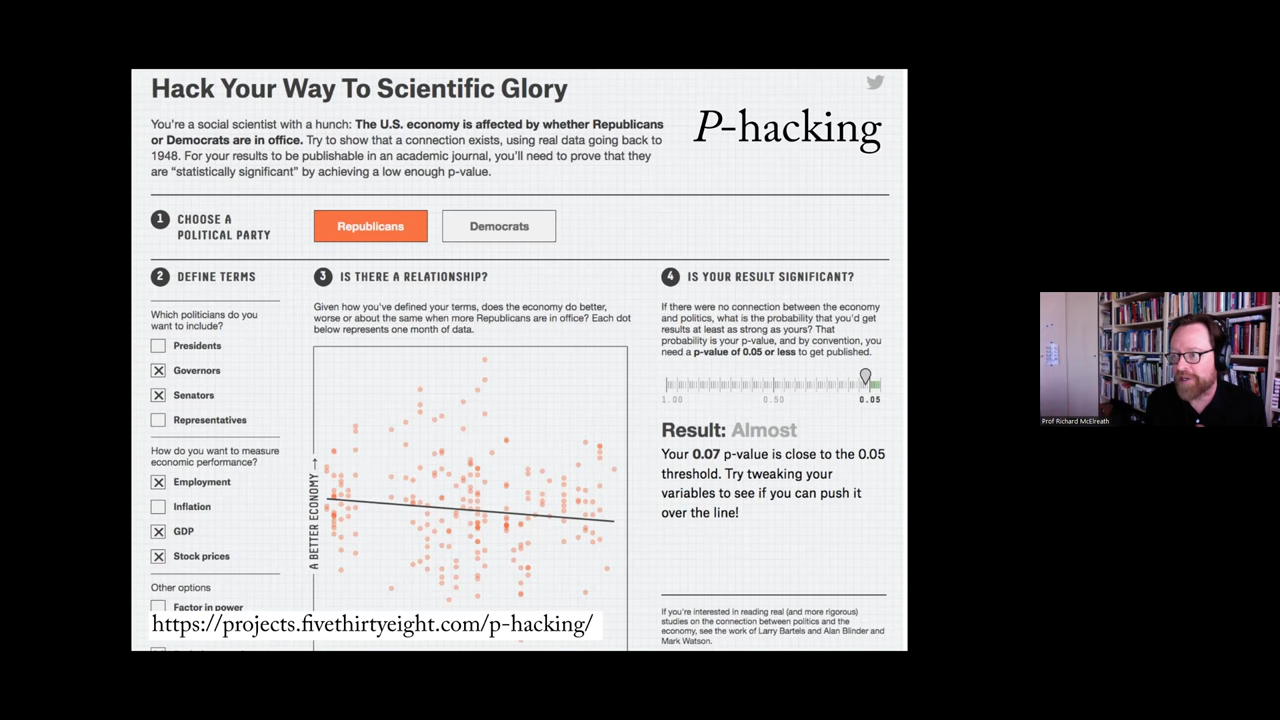 Hack Your Way To Scientific Glory
P-hacking
You're a social scientist with a hunch: The U.S. economy is affected by whether Republicans
or Democrats are in office. Try to show that a connection exists, using real data going back to
1948. For your results to be publishable in an academic journal, you'll need to prove that they
are “statistically significant” by achieving a low enough p-value.
1 CHOOSE A
POLITICAL PARTY
Republicans
Democrats
2 DEFINE TERMS
Which politicians do you
want to include?
Presidents
Governors
Senators
Representatives
How do you want to measure
economic performance?
Employment
Inflation
GDP
Stock prices
Other options
Factor in power
3 IS THERE A RELATIONSHIP?
Given how you've defined your terms, does the economy do better,
worse or about the same when more Republicans are in office? Each dot
below represents one month of data.
A BETTER ECONOMY →
4 IS YOUR RESULT SIGNIFICANT?
If there were no connection between the economy
and politics, what is the probability that you'd get
results at least as strong as yours? That
probability is your p-value, and by convention, you
need a p-value of 0.05 or less to get published.
1.00 0.50 0.05
Result: Almost
Your 0.07 p-value is close to the 0.05
threshold. Try tweaking your
variables to see if you can push it
over the line!
If you're interested in reading real (and more rigorous)
studies on the connection between politics and the
economy, see the work of Larry Bartels and Alan Blinder and
Mark Watson.
https://projects.fivethirtyeight.com/p-hacking/
Prof Richard McElreath